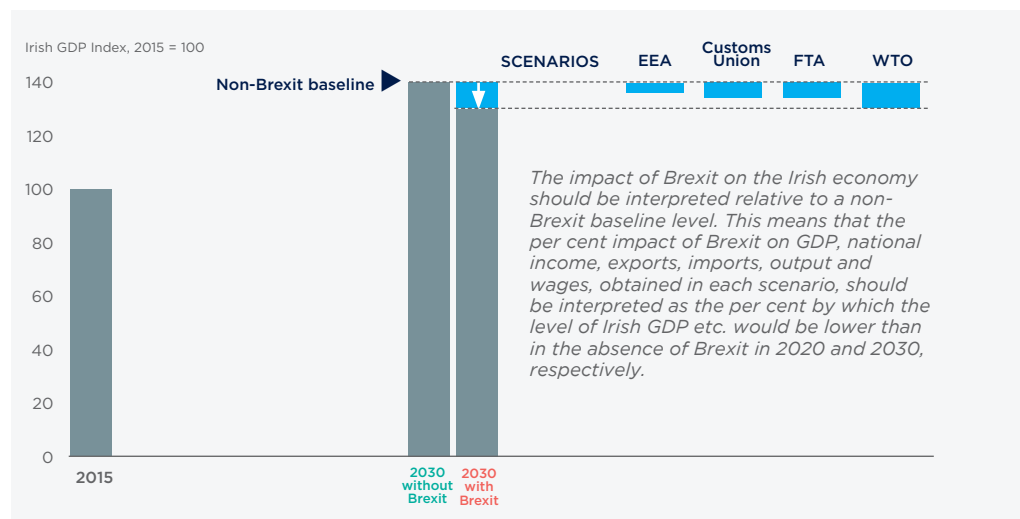 Irish GDP Index, 2015 = 100
140
120
100
80
60
40
20
0
Non-Brexit baseline
SCENARIOS
EEA
Customs
Union
FTA
WTO
The impact of Brexit on the Irish economy
should be interpreted relative to a non-
Brexit baseline level. This means that the
per cent impact of Brexit on GDP, national
income, exports, imports, output and
wages, obtained in each scenario, should
be interpreted as the per cent by which the
level of Irish GDP etc. would be lower than
in the absence of Brexit in 2020 and 2030,
respectively.
2015
2030
without
Brexit
2030
with
Brexit